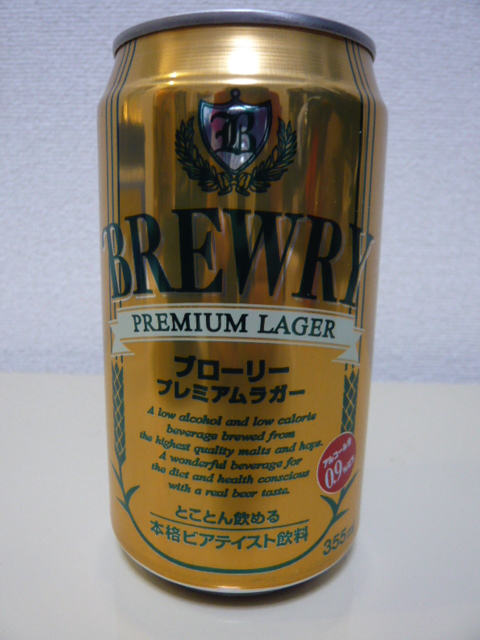 B
BREWRY
PREMIUM LAGER
ブローリー
プレミアムラガー
A low alcohol and low calorie
beverage brewed from
the highest quality malts and hops.
A wonderful beverage for
the diet and health conscious
with a real beer taste.
アルコール分
0.9
とことん飲める
本格ビアテイスト飲料
355